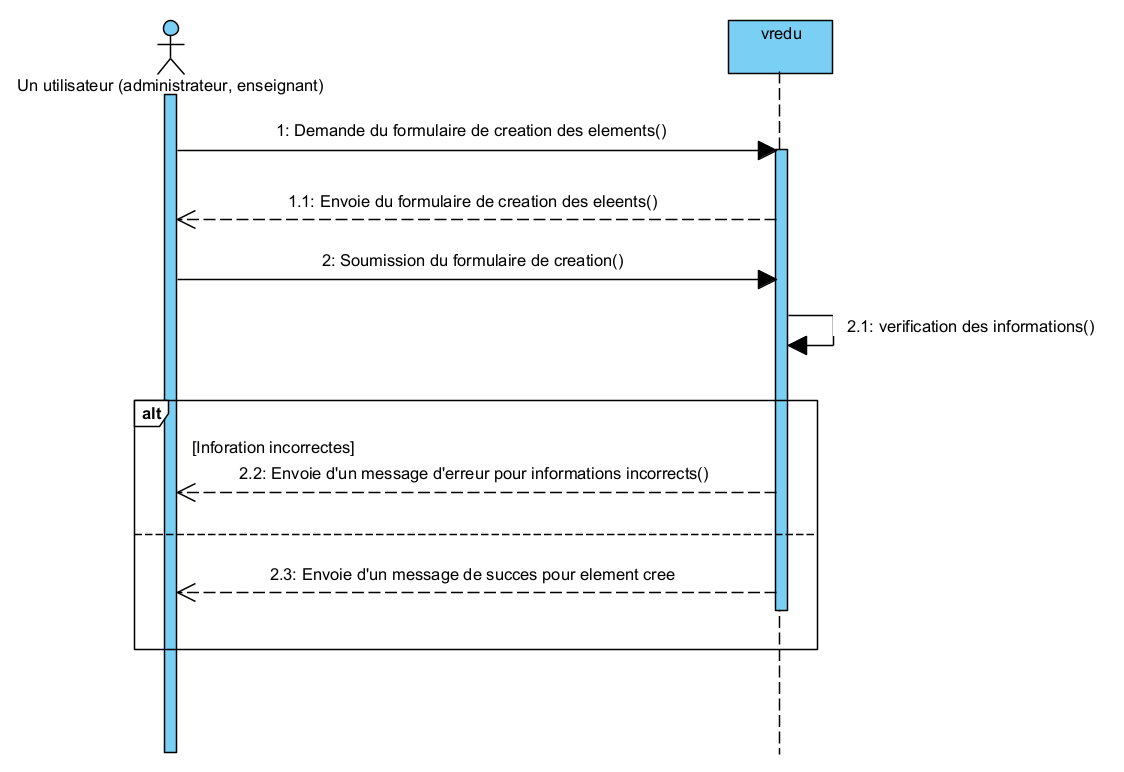 vredu
Un utilisateur (administrateur, enseignant)
1: Demande du formulaire de creation des elements()
1.1: Envoie du formulaire de creation des eleents()
2: Soumission du formulaire de creation()
2.1: verification des informations()
alt
[Inforation incorrectes]
2.2: Envoie d'un message d'erreur pour informations incorrects()
2.3: Envoie d'un message de succes pour element cree